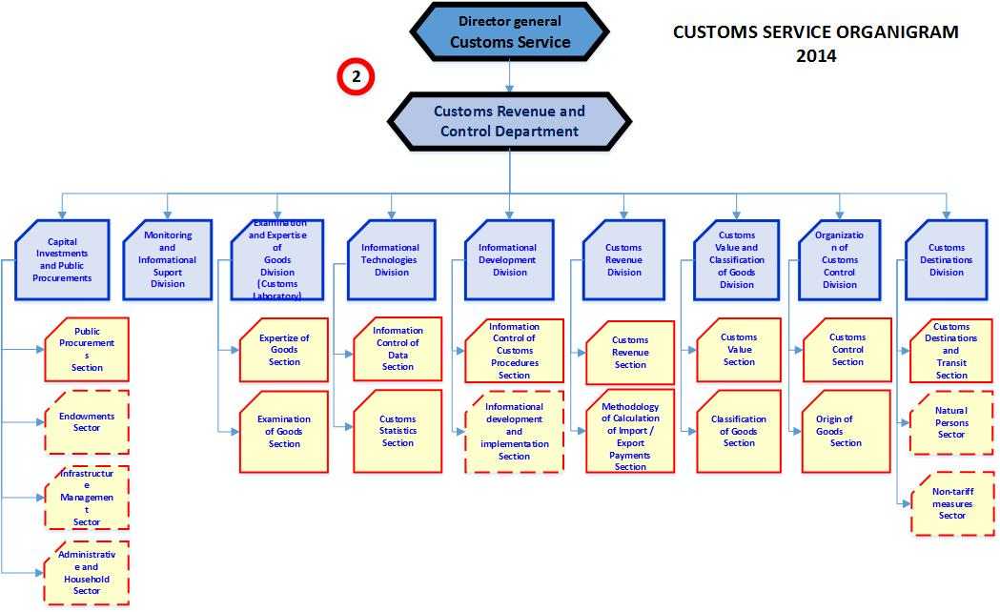 Director general
Customs Service
CUSTOMS SERVICE ORGANIGRAM
2014
2
Customs Revenue and
Control Department
Capital
Investments
and Public
Procurements
Monitoring
and
Informational
Suport
Division
Examination
and Expertise
of
Goods
Division
(Customs
Laboratory)
Informational
Technologies
Division
Informational
Development
Division
Customs
Revenue
Division
Customs
Value and
Classification
of Goods
Division
Organizatio
n of
Customs
Control
Division
Customs
Destinations
Division
Public
Procurement
s
Section
Expertize of
Goods
Section
Information
Control of
Data
Section
Information
Control of
Customs
Procedures
Section
Customs
Revenue
Section
Customs
Value
Section
Customs
Control
Section
Customs
Destinations
and
Transit
Section
Endowments
Sector
Examination
of Goods
Section
Customs
Statistics
Section
Informational
development
and
implementation
Section
Methodology
of Calculation
of Import /
Export
Payments
Section
Classification
of Goods
Section
Origin of
Goods
Section
Natural
Persons
Sector
Infrastructur
e
Managemen
t
Sector
Non-tariff
measures
Sector
Administrativ
e and
Household
Sector